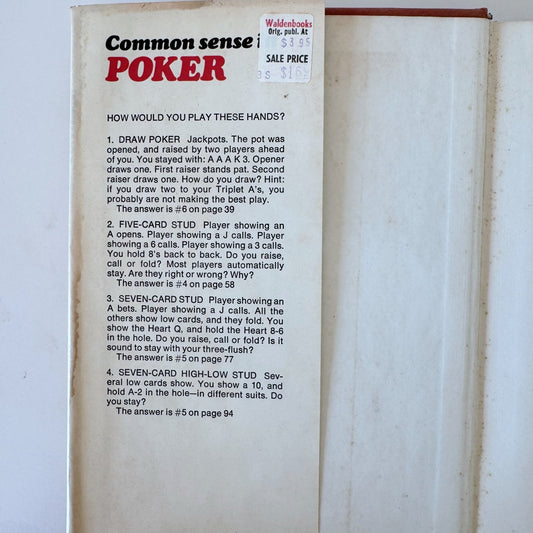 Common sense i
POKER
Waldenbooks
Orig. publ. At
$3.95
SALE PRICE
HOW WOULD YOU PLAY THESE HANDS?
1. DRAW POKER Jackpots. The pot was
opened, and raised by two players ahead
of you. You stayed with: A A A K 3. Opener
draws one. First raiser stands pat. Second
raiser draws one. How do you draw? Hint:
if you draw two to your Triplet A's, you
probably are not making the best play.
The answer is #6 on page 39
2. FIVE-CARD STUD Player showing an
A opens. Player showing a J calls. Player
showing a 6 calls. Player showing a 3 calls.
You hold 8's back to back. Do you raise,
call or fold? Most players automatically
stay. Are they right or wrong? Why?
The answer is #4 on page 58
3. SEVEN-CARD STUD Player showing an
A bets. Player showing a J calls. All the
others show low cards, and they fold. You
show the Heart Q, and hold the Heart 8-6
in the hole. Do you raise, call or fold? Is it
sound to stay with your three-flush?
The answer is #5 on page 77
4. SEVEN-CARD HIGH-LOW STUD Sev-
eral low cards show. You show a 10, and
hold A-2 in the hole—in different suits. Do
you stay?
The answer is #5 on page 94